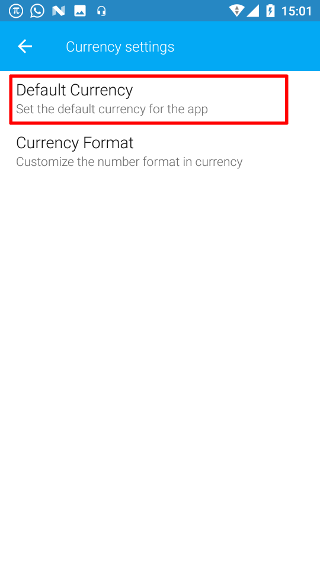 15:01
Currency settings
Default Currency
Set the default currency for the app
Currency Format
Customize the number format in currency